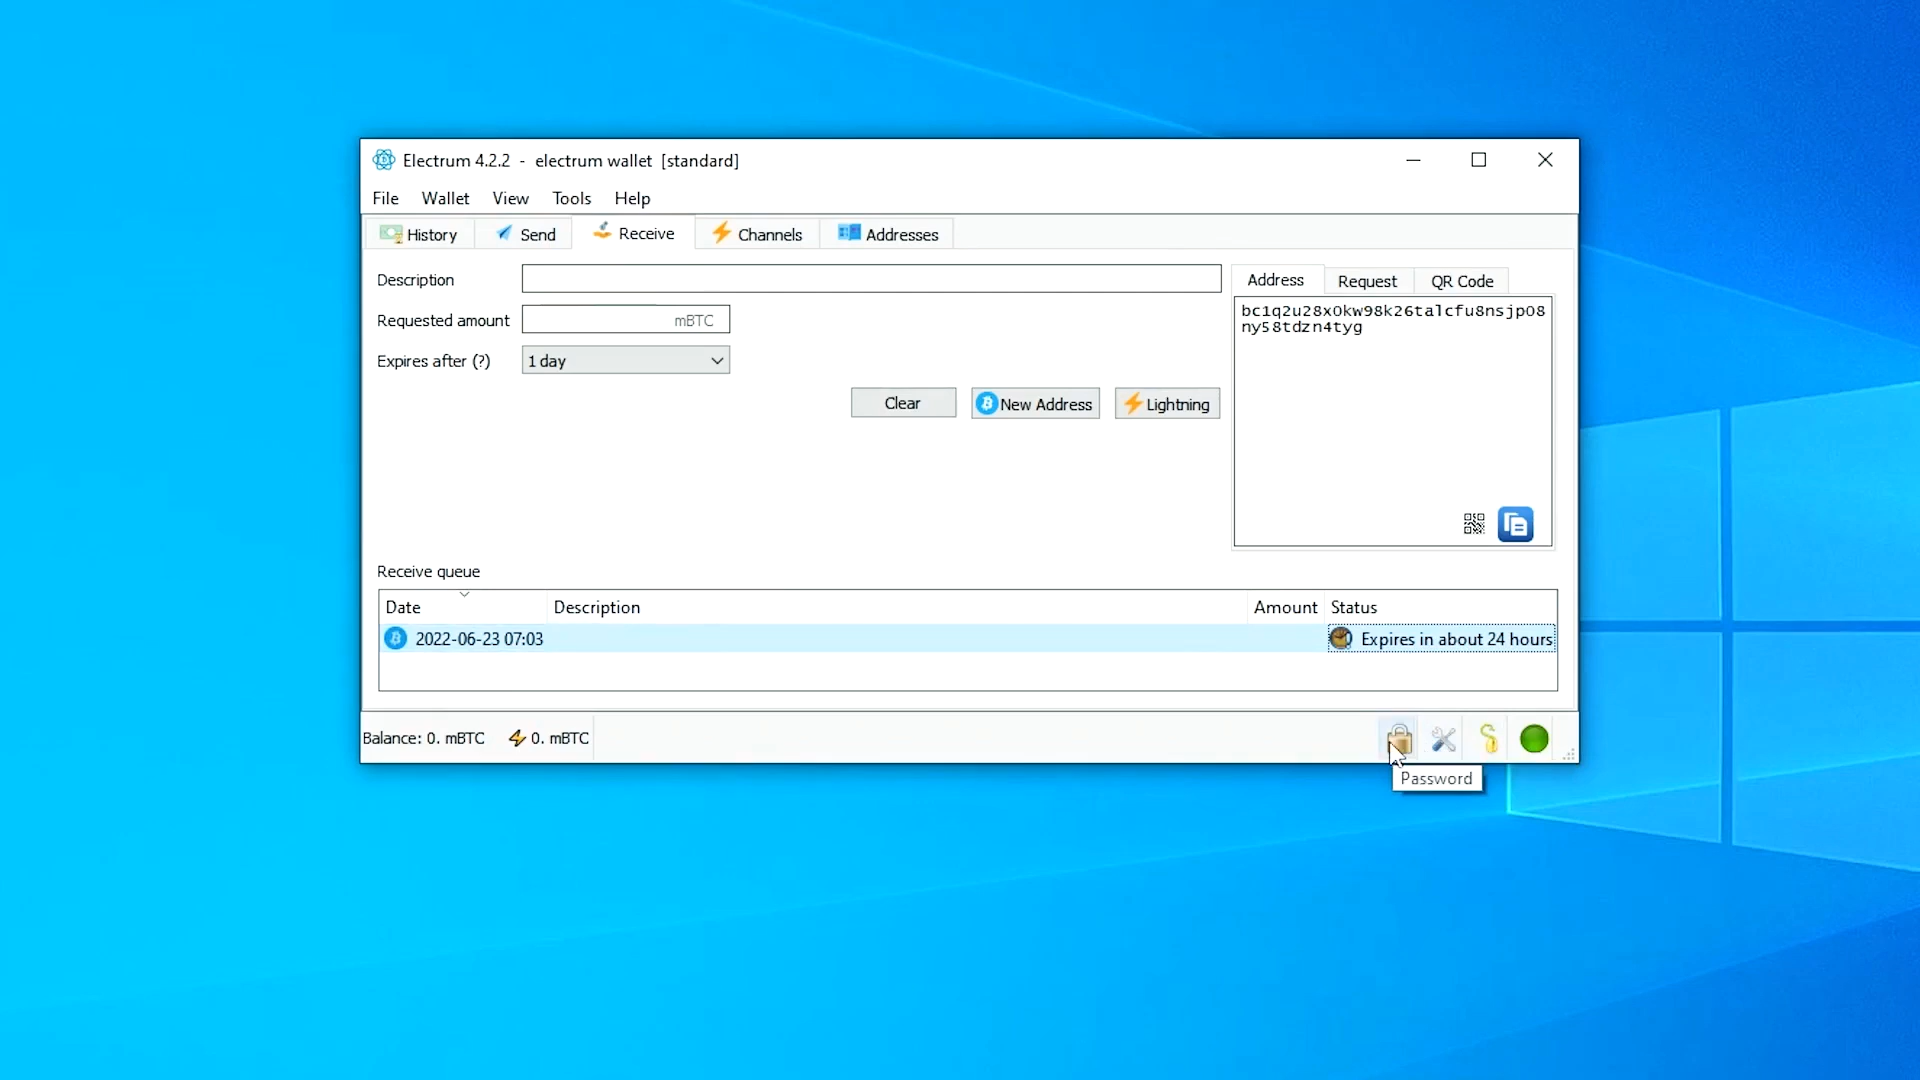 Electrum 4.2.2 - electrum wallet [standard]
File Wallet View Tools Help
History Send Receive Channels Addresses
Description
Address Request QR Code
bc1q2u28x0kw98k26talcfu8nsjp08
ny58tdzn4tyg
Requested amount mBTC
Expires after (?) 1 day
Clear New Address Lightning
Receive queue
Date Description Amount Status
2022-06-23 07:03 Expires in about 24 hours
Balance: 0. mBTC 0. mBTC
Password